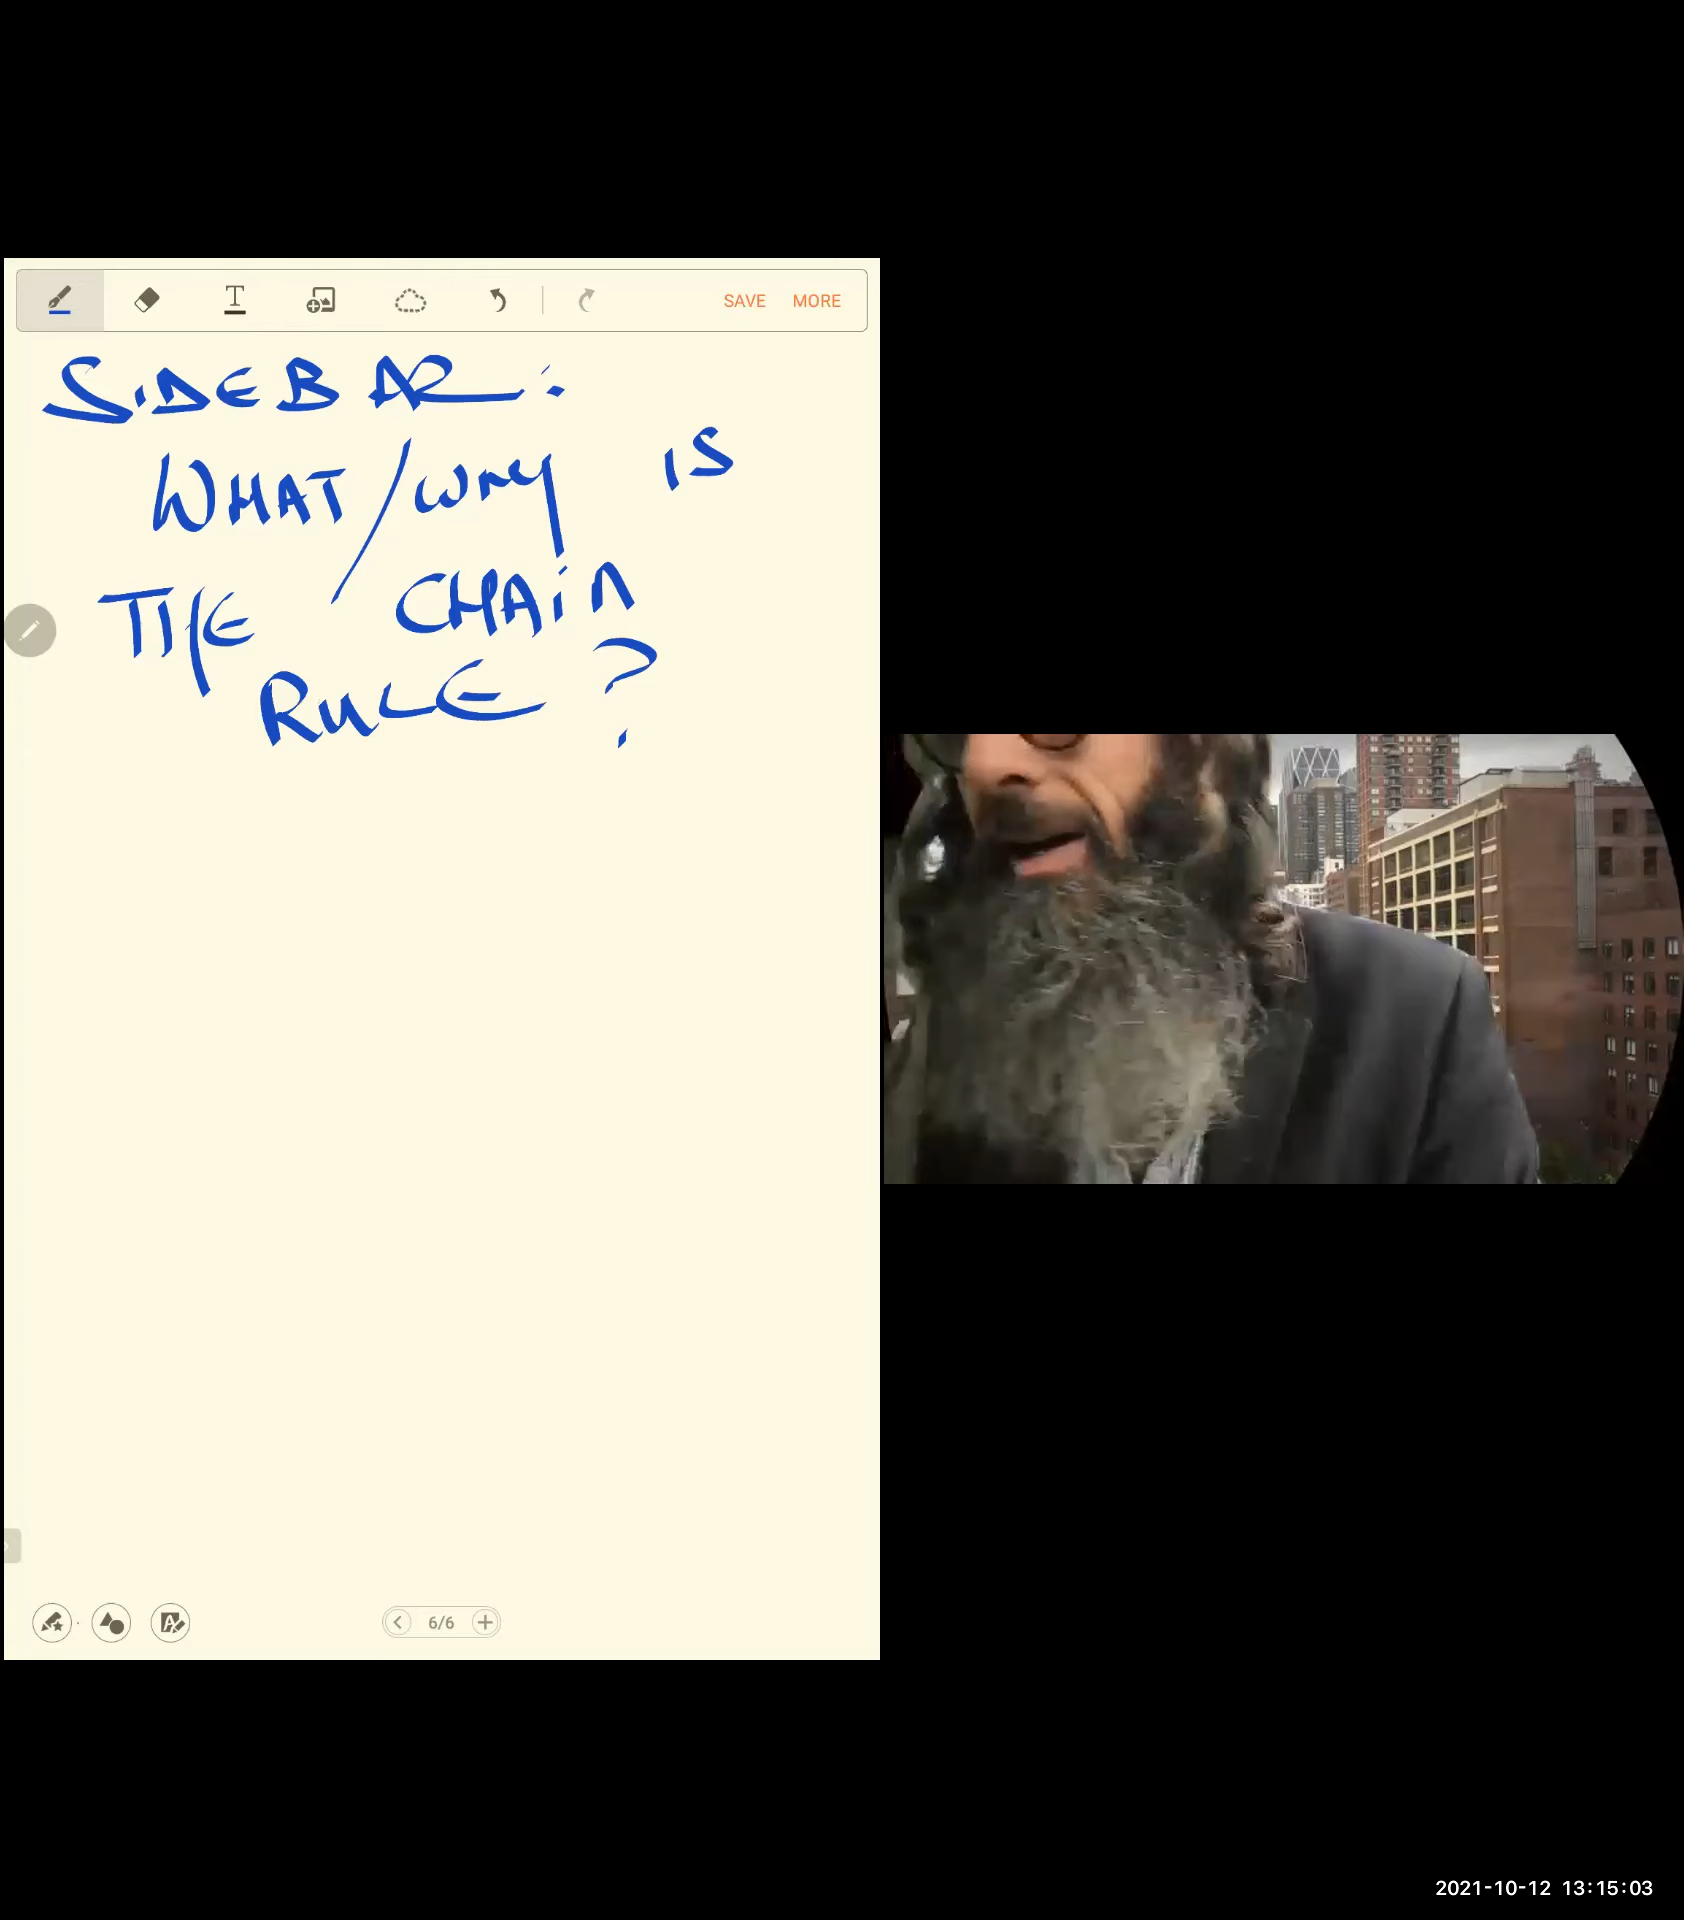 SAVE MORE
SIDEBAR:
WHAT/WHY IS
THE CHAIN
RULE?
6/6
2021-10-12 13:15:03